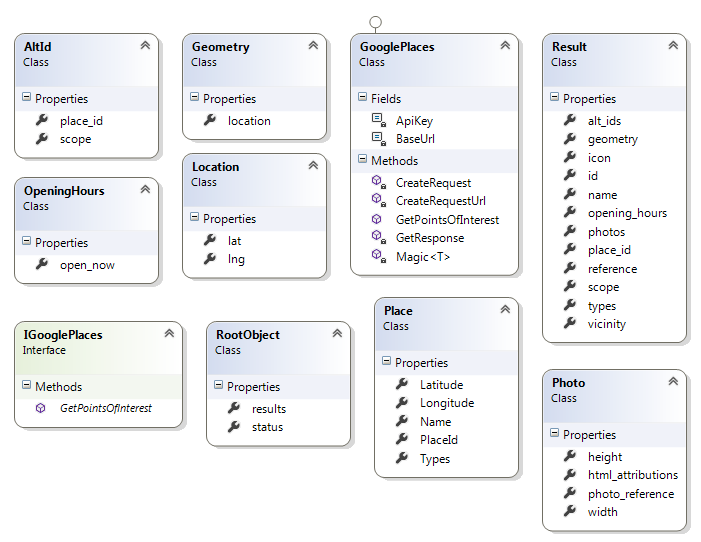 AltId
Class
Properties
place_id
scope
Geometry
Class
Properties
location
GooglePlaces
Class
Fields
ApiKey
BaseUrl
Methods
CreateRequest
CreateRequestUrl
GetPointsOfInterest
GetResponse
Magic<T>
Result
Class
Properties
alt_ids
geometry
icon
id
name
opening_hours
photos
place_id
reference
scope
types
vicinity
OpeningHours
Class
Properties
open_now
Location
Class
Properties
lat
lng
IGooglePlaces
Interface
Methods
GetPointsOfInterest
RootObject
Class
Properties
results
status
Place
Class
Properties
Latitude
Longitude
Name
PlaceId
Types
Photo
Class
Properties
height
html_attributions
photo_reference
width